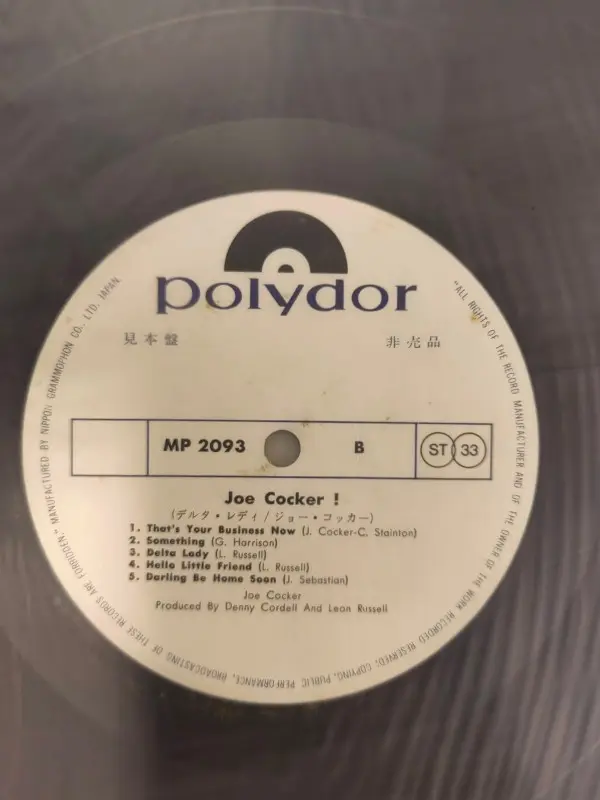 polydor
見本盤 非売品
MP 2093 B ST 33
Joe Cocker !
(デルタ・レディ/ジョー・コッカー)
1. That's Your Business Now (J. Cocker-C. Stainton)
2. Something (G. Harrison)
3. Delta Lady (L. Russell)
4. Hello Little Friend (L. Russell)
5. Darling Be Home Soon (J. Sebastian)
Joe Cocker
Produced By Denny Cordell And Leon Russell
MANUFACTURED BY NIPPON GRAMMOPHON CO., LTD. JAPAN.
-ALL RIGHTS OF THE RECORD MANUFACTURER AND OF THE OWNER OF THE WORK RECORDED RESERVED. COPYING, PUBLIC PERFORMANCE, BROADCASTING OF THESE RECORDS ARE FORBIDDEN-